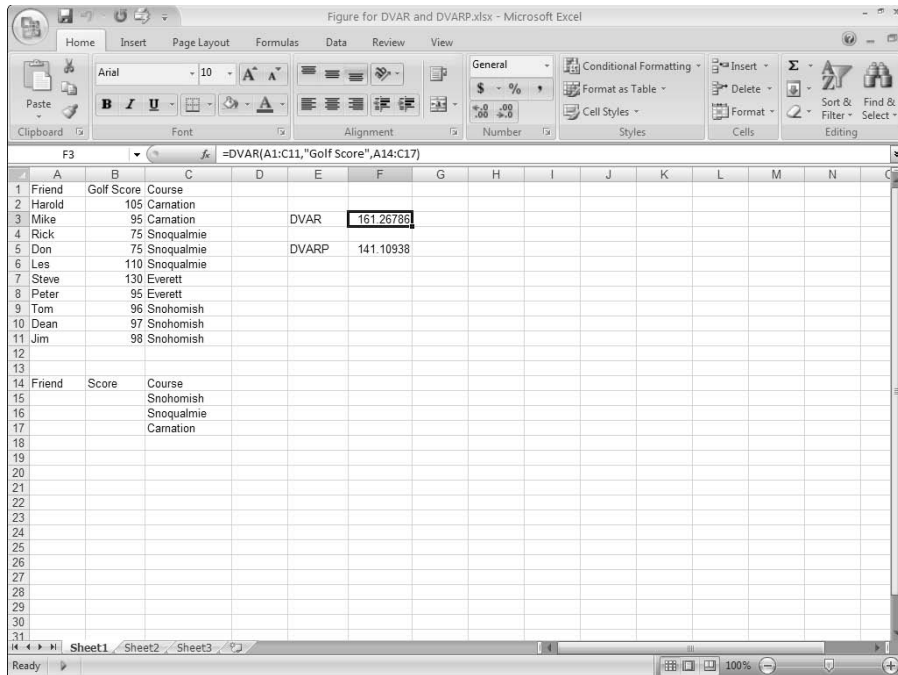 Figure for DVAR and DVARP.xlsx - Microsoft Excel
Home Insert Page Layout Formulas Data Review View
Paste
Clipboard
Arial 10
B I U
Font
Alignment
General
$ % ,
Number
Conditional Formatting
Format as Table
Cell Styles
Styles
Insert
Delete
Format
Cells
Σ
Sort & Filter
Find & Select
Editing
F3 fx =DVAR(A1:C11,"Golf Score",A14:C17)
A B C D E F G H I J K L M N
1 Friend Golf Score Course
2 Harold 105 Carnation
3 Mike 95 Carnation DVAR 161.26786
4 Rick 75 Snoqualmie
5 Don 75 Snoqualmie DVARP 141.10938
6 Les 110 Snoqualmie
7 Steve 130 Everett
8 Peter 95 Everett
9 Tom 96 Snohomish
10 Dean 97 Snohomish
11 Jim 98 Snohomish
12
13
14 Friend Score Course
15 Snohomish
16 Snoqualmie
17 Carnation
18
19
20
21
22
23
24
25
26
27
28
29
30
31
Sheet1 Sheet2 Sheet3
Ready 100%